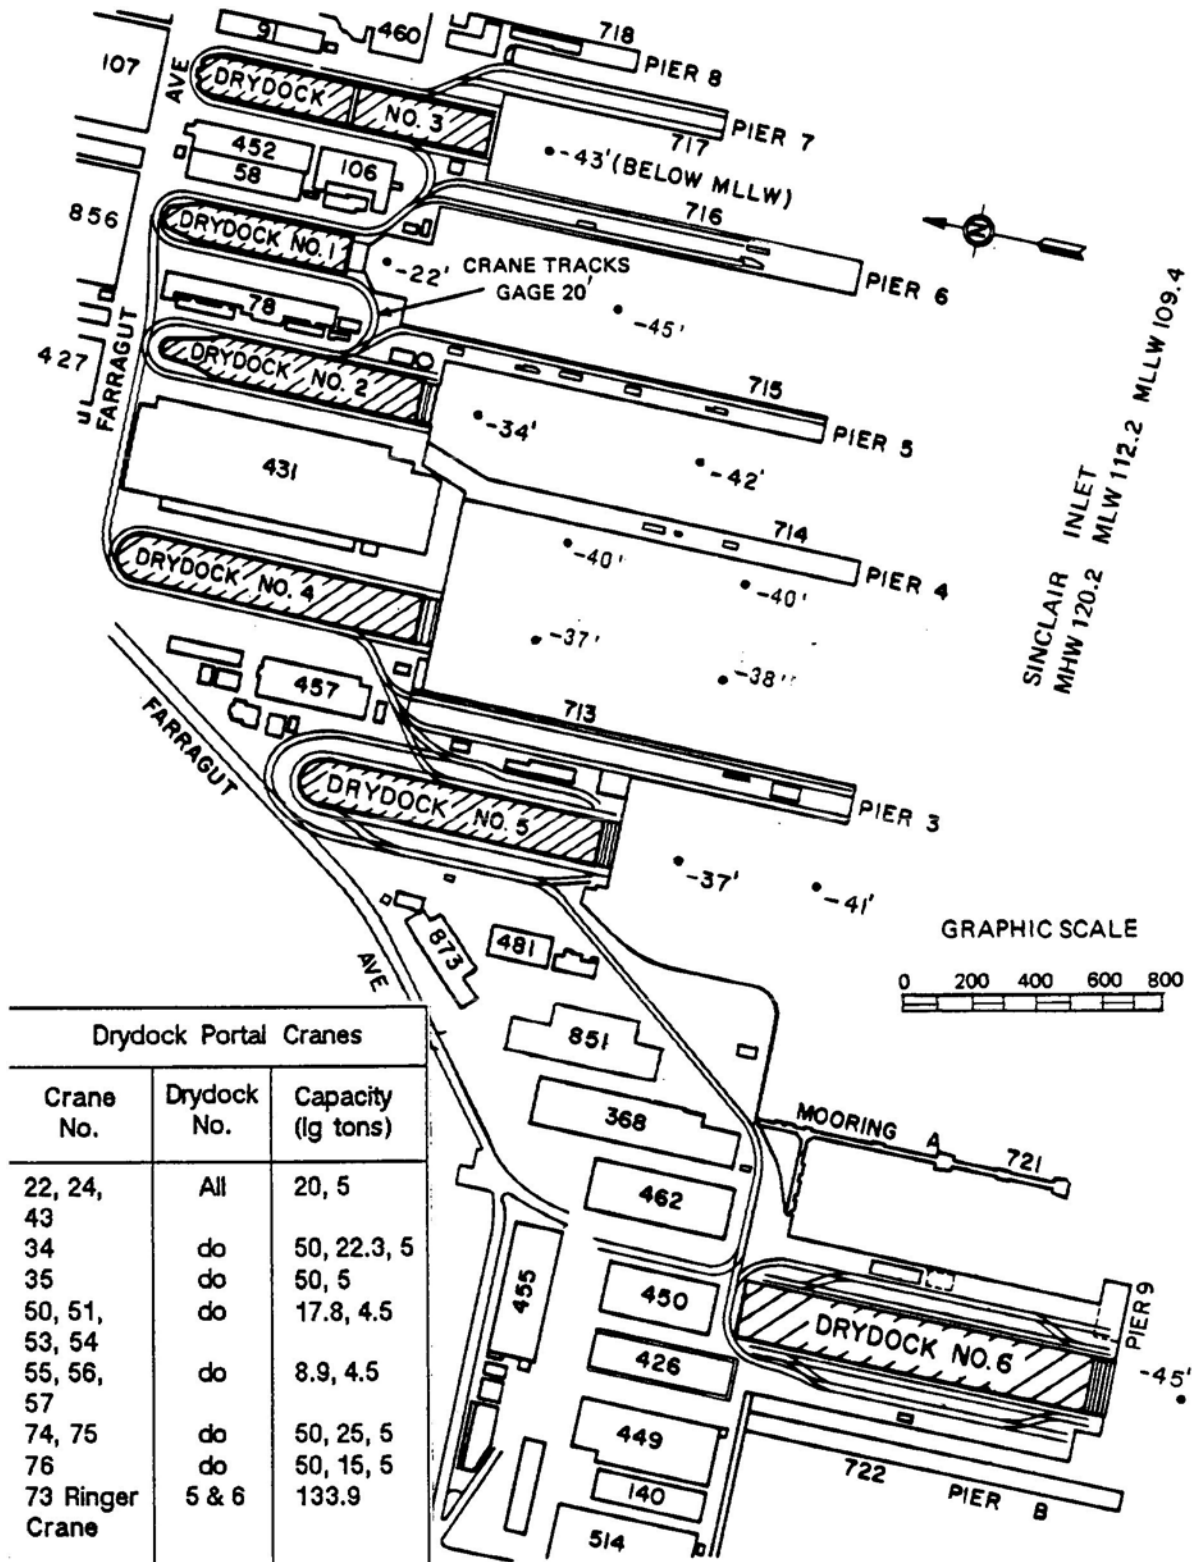 718
9
460
PIER 8
107
AVE
DRYDOCK
NO. 3
PIER 7
717
452
58
106
-43' (BELOW MLLW)
716
856
DRYDOCK NO. 1
N
-22'
CRANE TRACKS
GAGE 20'
PIER 6
78
-45'
427
FARRAGUT
DRYDOCK NO. 2
715
-34'
PIER 5
431
-42'
SINCLAIR INLET
MHW 120.2 MLW 112.2 MLLW 109.4
714
DRYDOCK NO. 4
-40'
-40'
PIER 4
-37'
-38'
457
713
FARRAGUT
DRYDOCK NO. 5
PIER 3
-37'
-41'
873
481
AVE
GRAPHIC SCALE
0 200 400 600 800
851
368
MOORING A
721
462
455
450
PIER 9
DRYDOCK NO. 6
426
-45'
449
722
PIER B
140
514
Drydock Portal Cranes
Crane No. Drydock No. Capacity (lg tons)
22, 24, 43 All 20, 5
34 do 50, 22.3, 5
35 do 50, 5
50, 51, 53, 54 do 17.8, 4.5
55, 56, 57 do 8.9, 4.5
74, 75 do 50, 25, 5
76 do 50, 15, 5
73 Ringer Crane 5 & 6 133.9